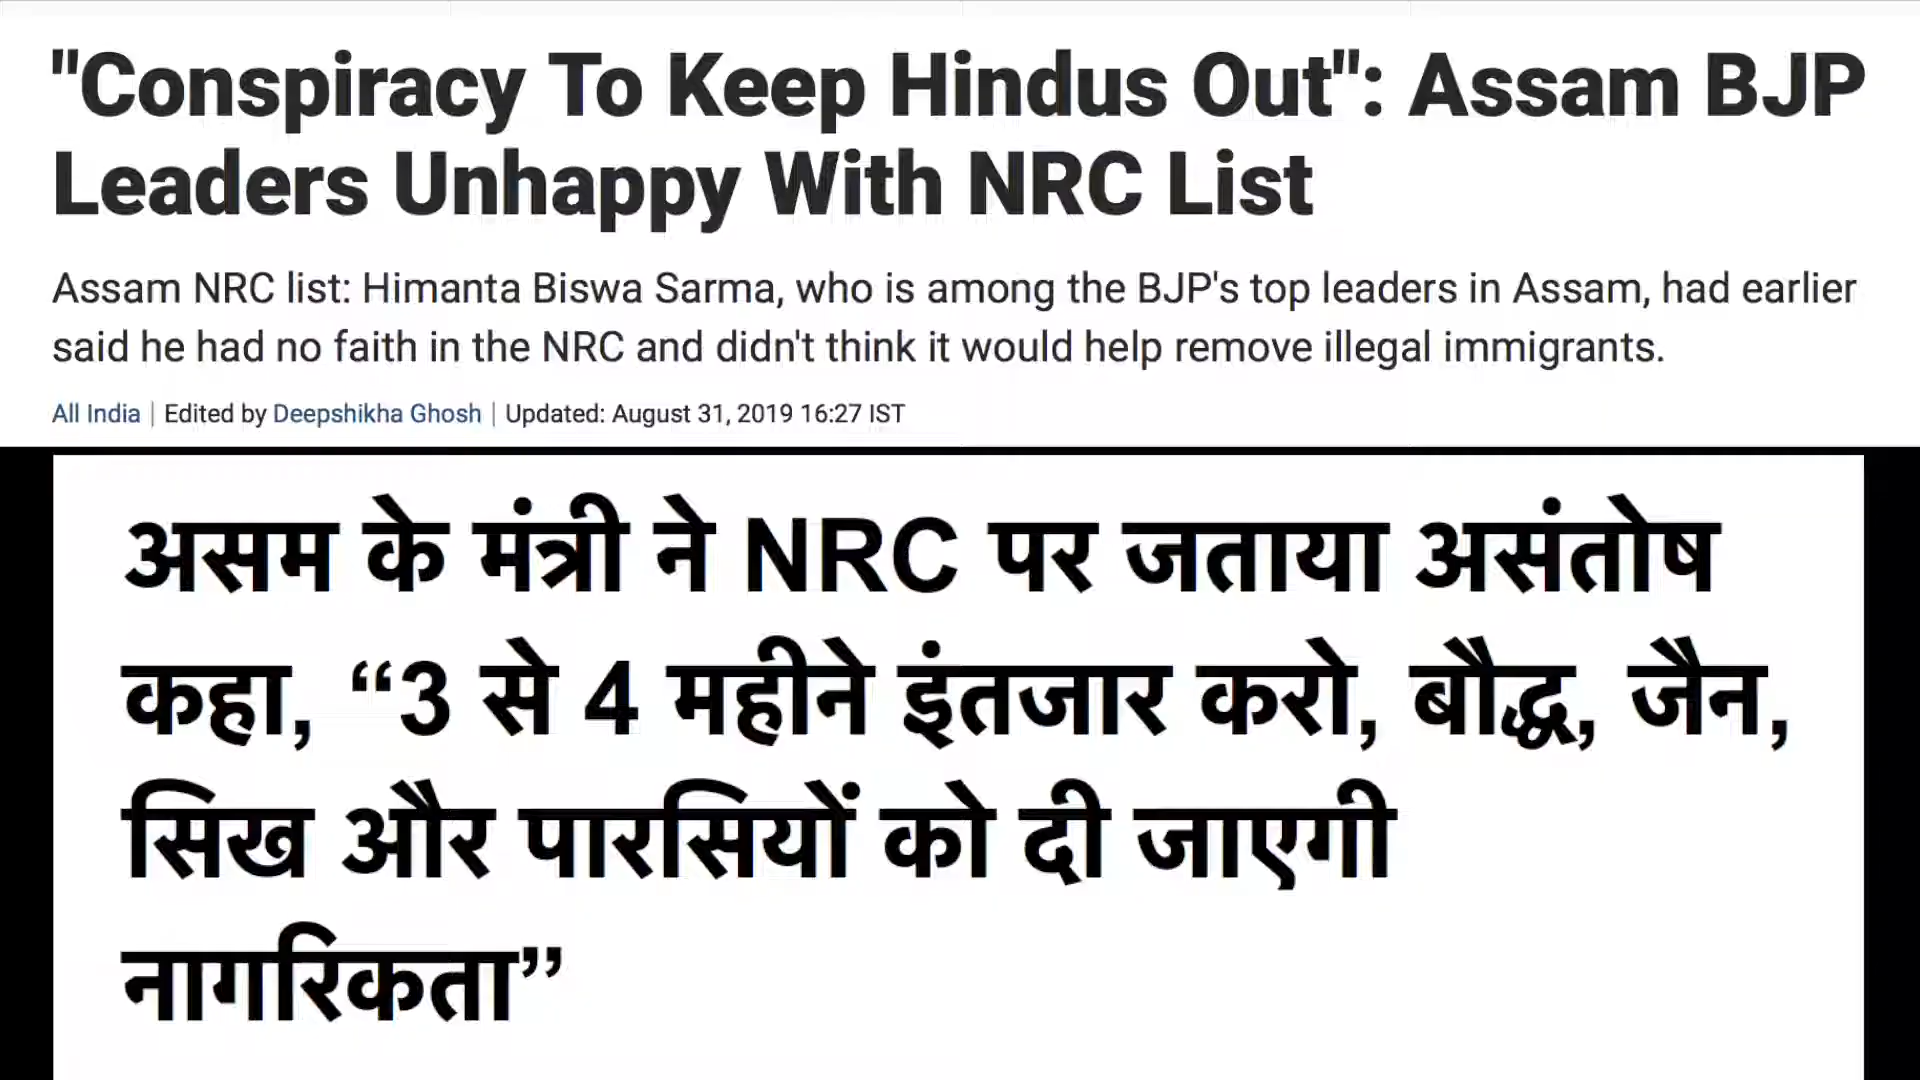 "Conspiracy To Keep Hindus Out": Assam BJP
Leaders Unhappy With NRC List
Assam NRC list: Himanta Biswa Sarma, who is among the BJP's top leaders in Assam, had earlier
said he had no faith in the NRC and didn't think it would help remove illegal immigrants.
All India | Edited by Deepshikha Ghosh | Updated: August 31, 2019 16:27 IST
असम के मंत्री ने NRC पर जताया असंतोष
कहा, “3 से 4 महीने इंतजार करो, बौद्ध, जैन,
सिख और पारसियों को दी जाएगी
नागरिकता”